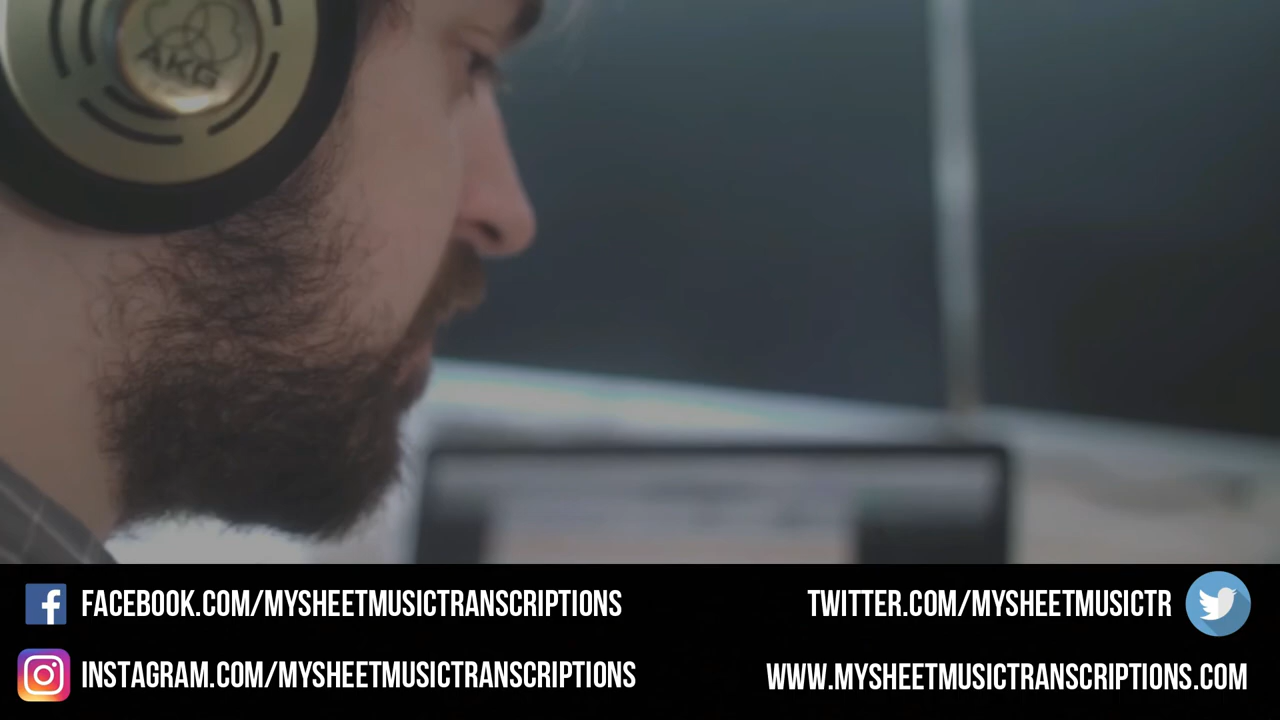 AKG
FACEBOOK.COM/MYSHEETMUSICTRANSCRIPTIONS
TWITTER.COM/MYSHEETMUSICTR
INSTAGRAM.COM/MYSHEETMUSICTRANSCRIPTIONS
WWW.MYSHEETMUSICTRANSCRIPTIONS.COM